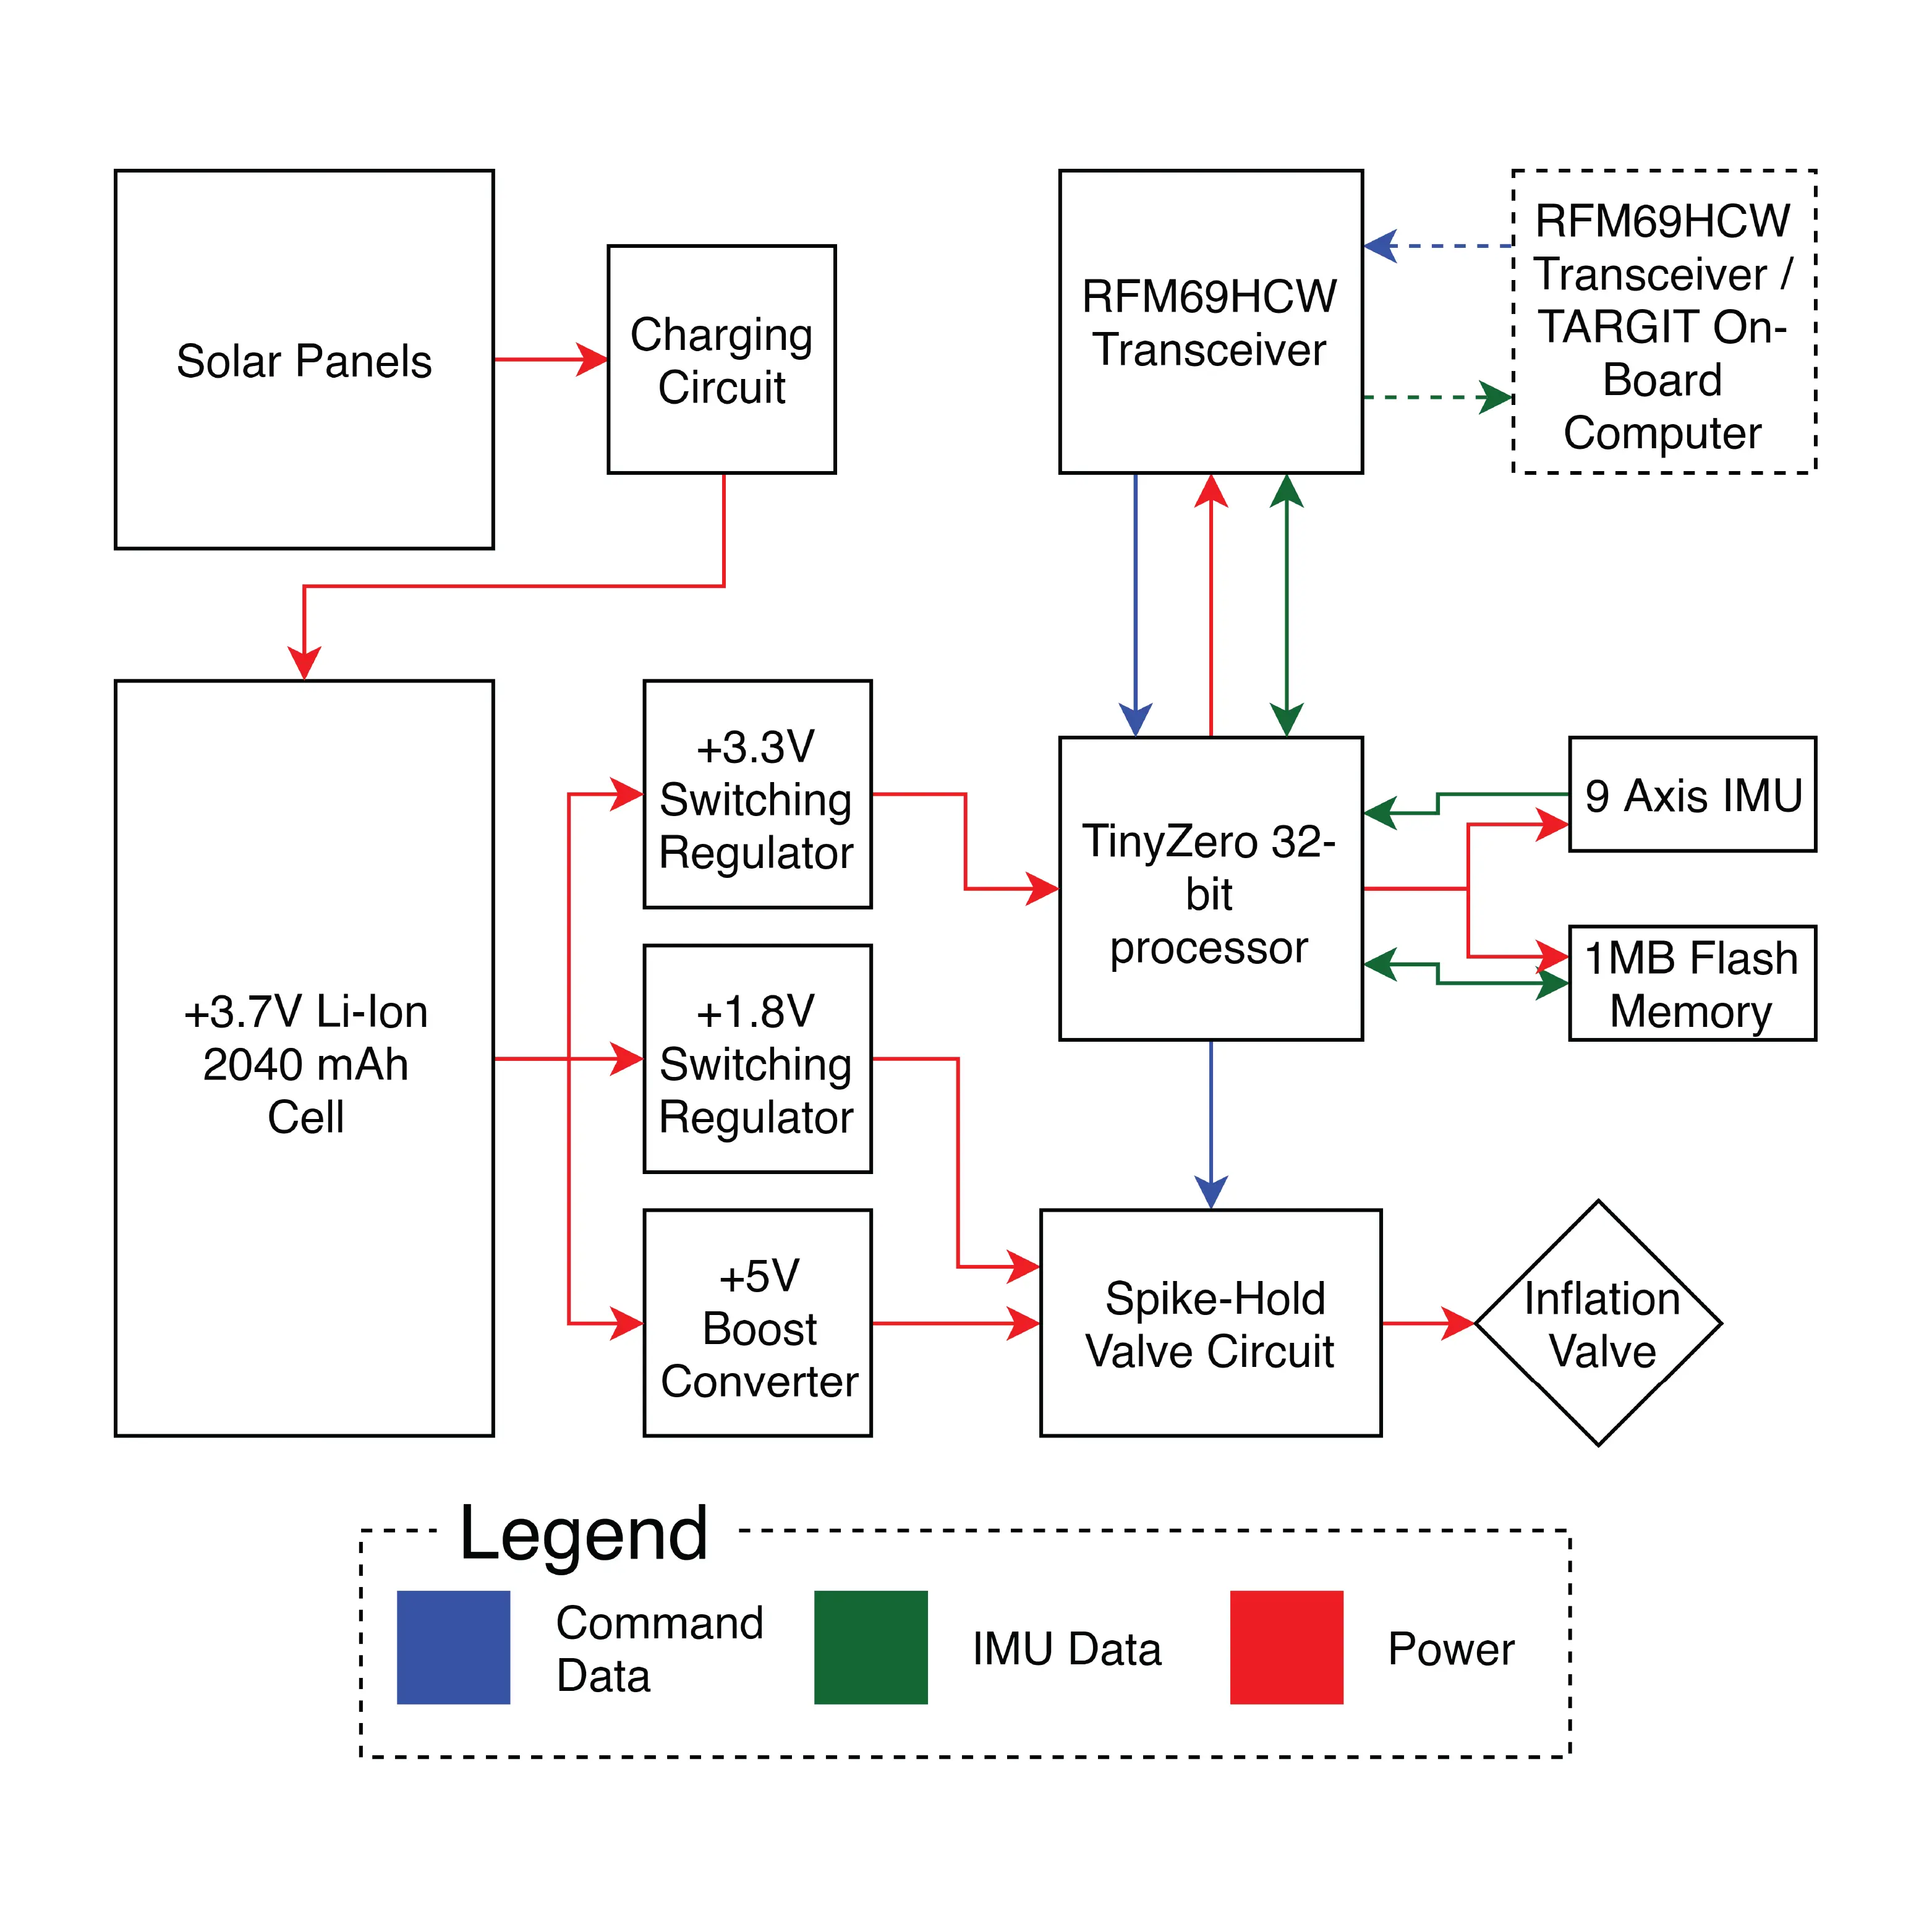 Solar Panels
Charging
Circuit
RFM69HCW
Transceiver
RFM69HCW
Transceiver /
TARGIT On-
Board
Computer
+3.7V Li-Ion
2040 mAh
Cell
+3.3V
Switching
Regulator
+1.8V
Switching
Regulator
+5V
Boost
Converter
TinyZero 32-
bit
processor
9 Axis IMU
1MB Flash
Memory
Spike-Hold
Valve Circuit
Inflation
Valve
Legend
Command
Data
IMU Data
Power